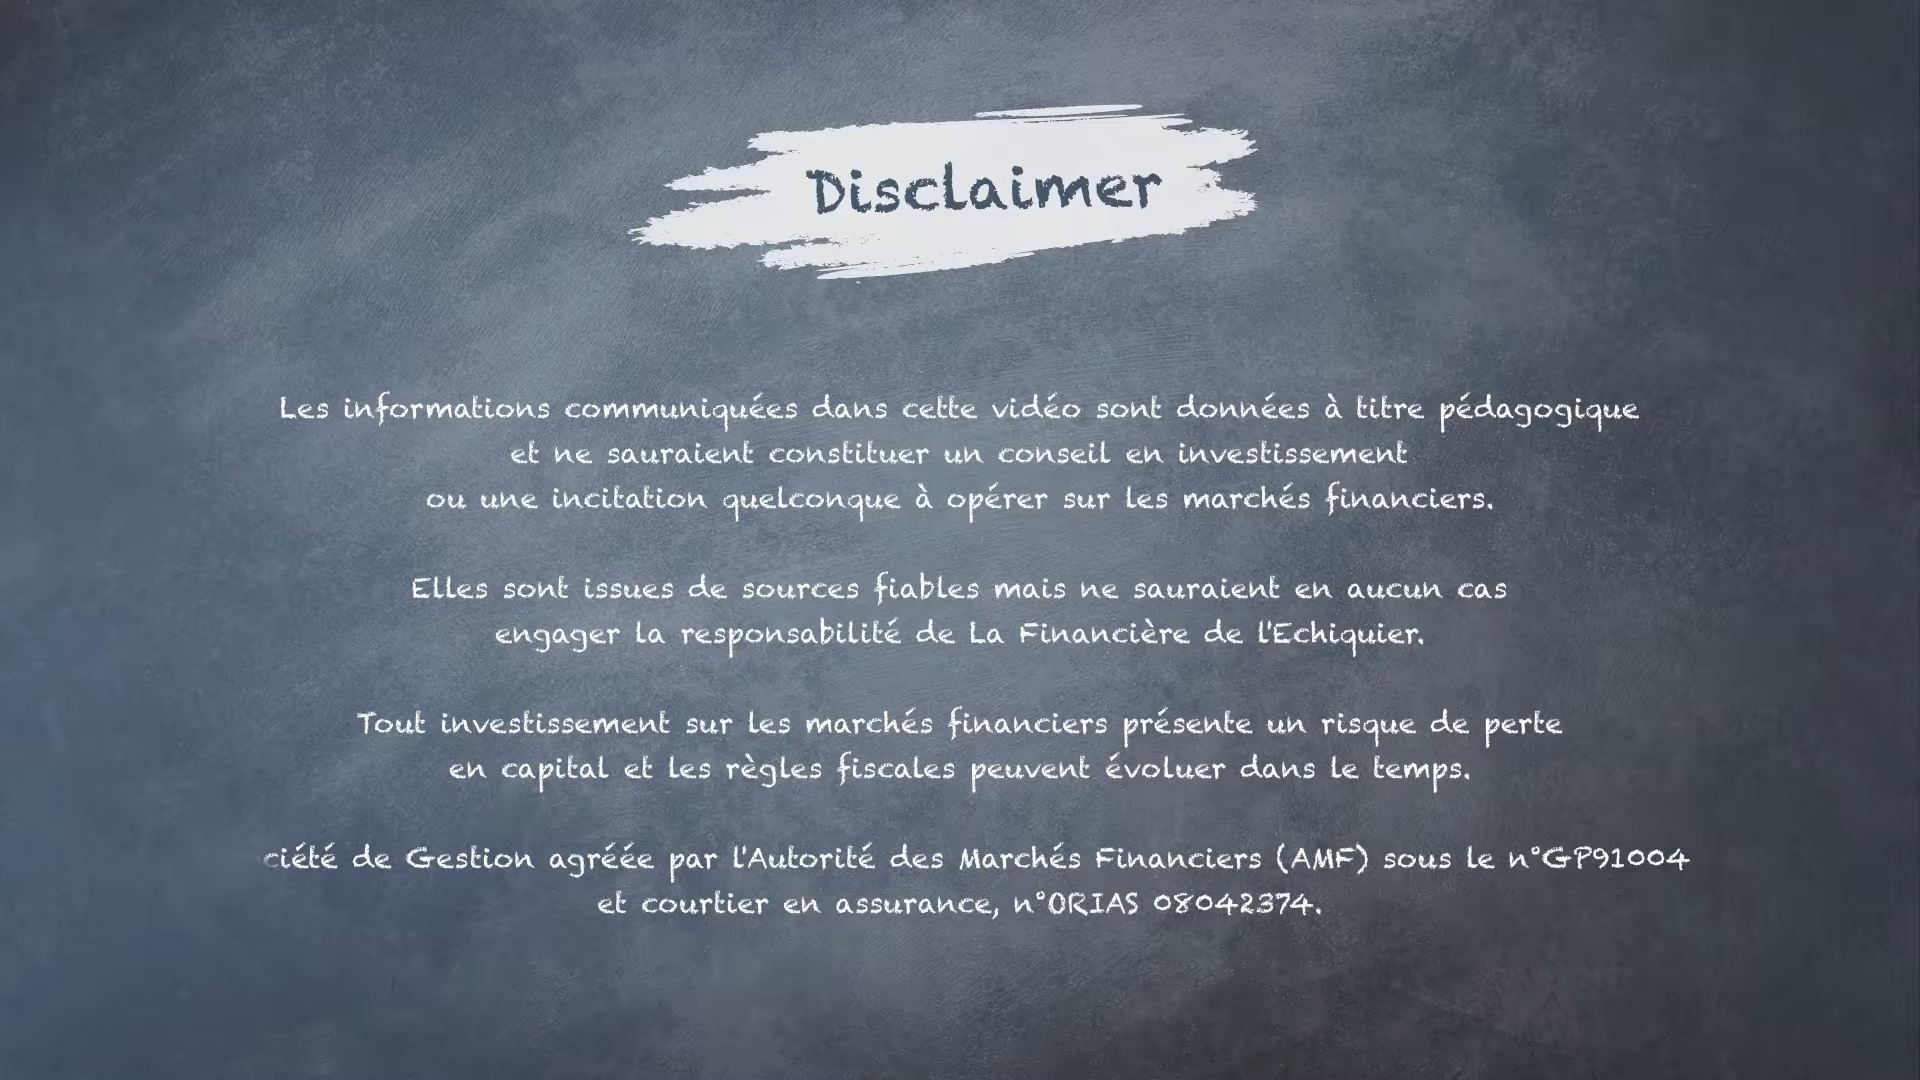 Disclaimer
Les informations communiquées dans cette vidéo sont données à titre pédagogique
et ne sauraient constituer un conseil en investissement
ou une incitation quelconque à opérer sur les marchés financiers.
Elles sont issues de sources fiables mais ne sauraient en aucun cas
engager la responsabilité de La Financière de l'Echiquier.
Tout investissement sur les marchés financiers présente un risque de perte
en capital et les règles fiscales peuvent évoluer dans le temps.
ciété de Gestion agréée par l'Autorité des Marchés Financiers (AMF) sous le n°GP91004
et courtier en assurance, n°ORIAS 08042374.